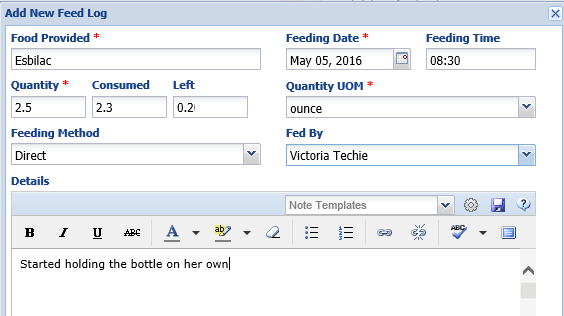 Add New Feed Log
Food Provided * Feeding Date * Feeding Time
Esbilac May 05, 2016 08:30
Quantity * Consumed Left Quantity UOM *
2.5 2.3 0.2 ounce
Feeding Method Fed By
Direct Victoria Techie
Details
Note Templates
B I U ABC A ab ABC
Started holding the bottle on her own